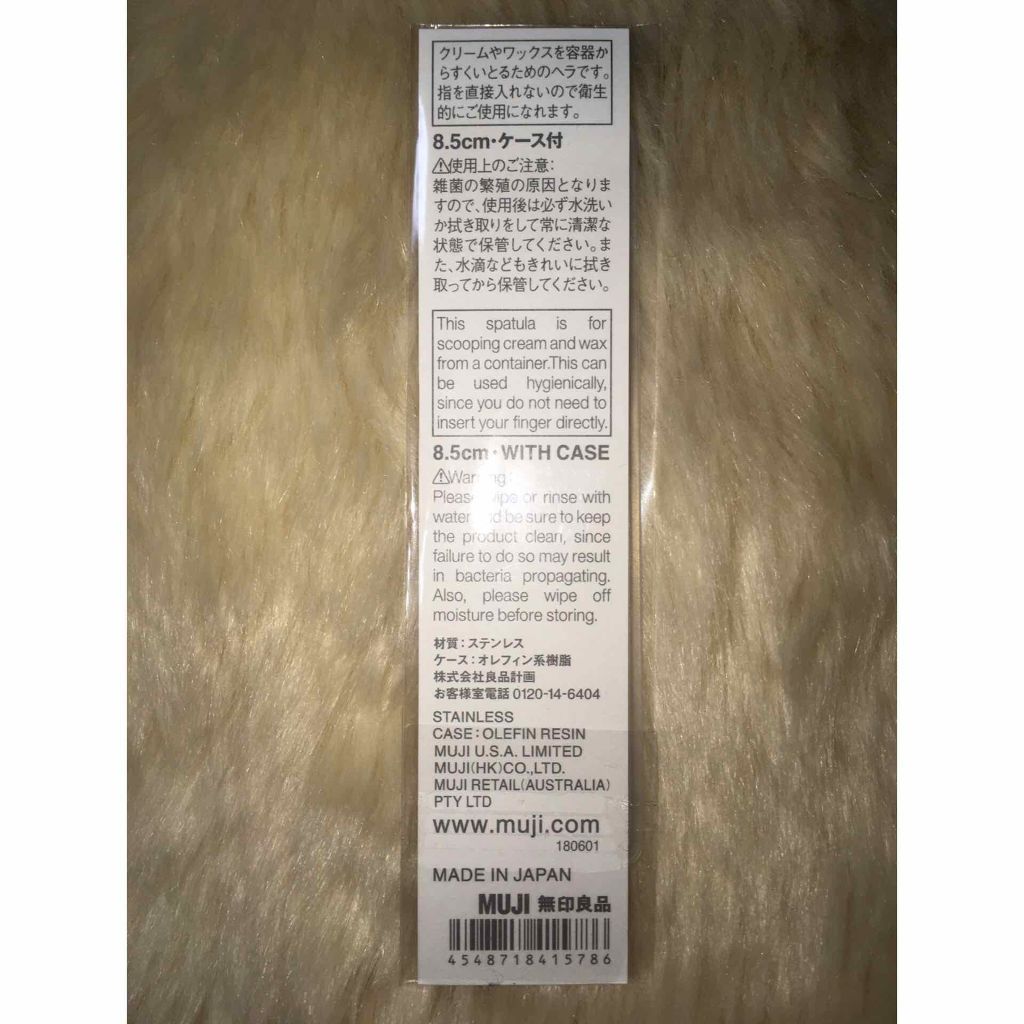 クリームやワックスを容器か
らすくいとるためのヘラです。
指を直接入れないので衛生
的にご使用になれます。
8.5cm・ケース付
⚠使用上のご注意:
雑菌の繁殖の原因となりま
すので、使用後は必ず水洗い
か拭き取りをして常に清潔な
状態で保管してください。ま
た、水滴などもきれいに拭き
取ってから保管してください。
This spatula is for
scooping cream and wax
from a container.This can
be used hygienically,
since you do not need to
insert your finger directly.
8.5cm・WITH CASE
⚠Warning:
Please wipe or rinse with
water and be sure to keep
the product clean, since
failure to do so may result
in bacteria propagating.
Also, please wipe off
moisture before storing.
材質:ステンレス
ケース:オレフィン系樹脂
株式会社良品計画
お客様室電話 0120-14-6404
STAINLESS
CASE:OLEFIN RESIN
MUJI U.S.A. LIMITED
MUJI(HK)CO.,LTD.
MUJI RETAIL(AUSTRALIA)
PTY LTD
www.muji.com
180601
MADE IN JAPAN
MUJI 無印良品
4548718415786